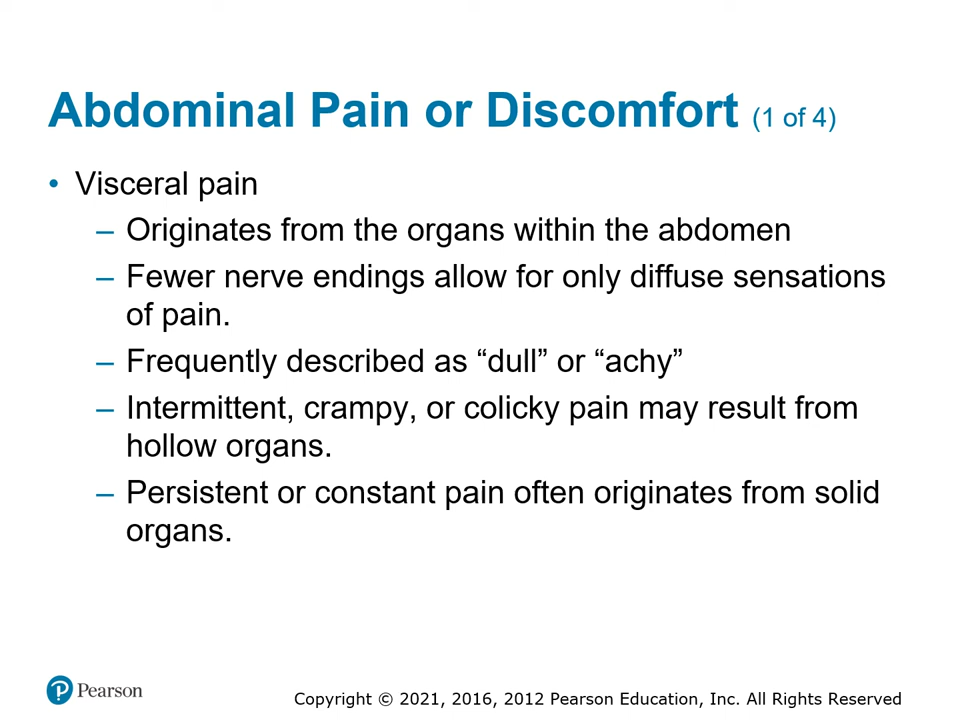 Abdominal Pain or Discomfort (1 of 4)
• Visceral pain
– Originates from the organs within the abdomen
– Fewer nerve endings allow for only diffuse sensations
of pain.
– Frequently described as “dull” or “achy”
– Intermittent, crampy, or colicky pain may result from
hollow organs.
– Persistent or constant pain often originates from solid
organs.
P Pearson
Copyright © 2021, 2016, 2012 Pearson Education, Inc. All Rights Reserved